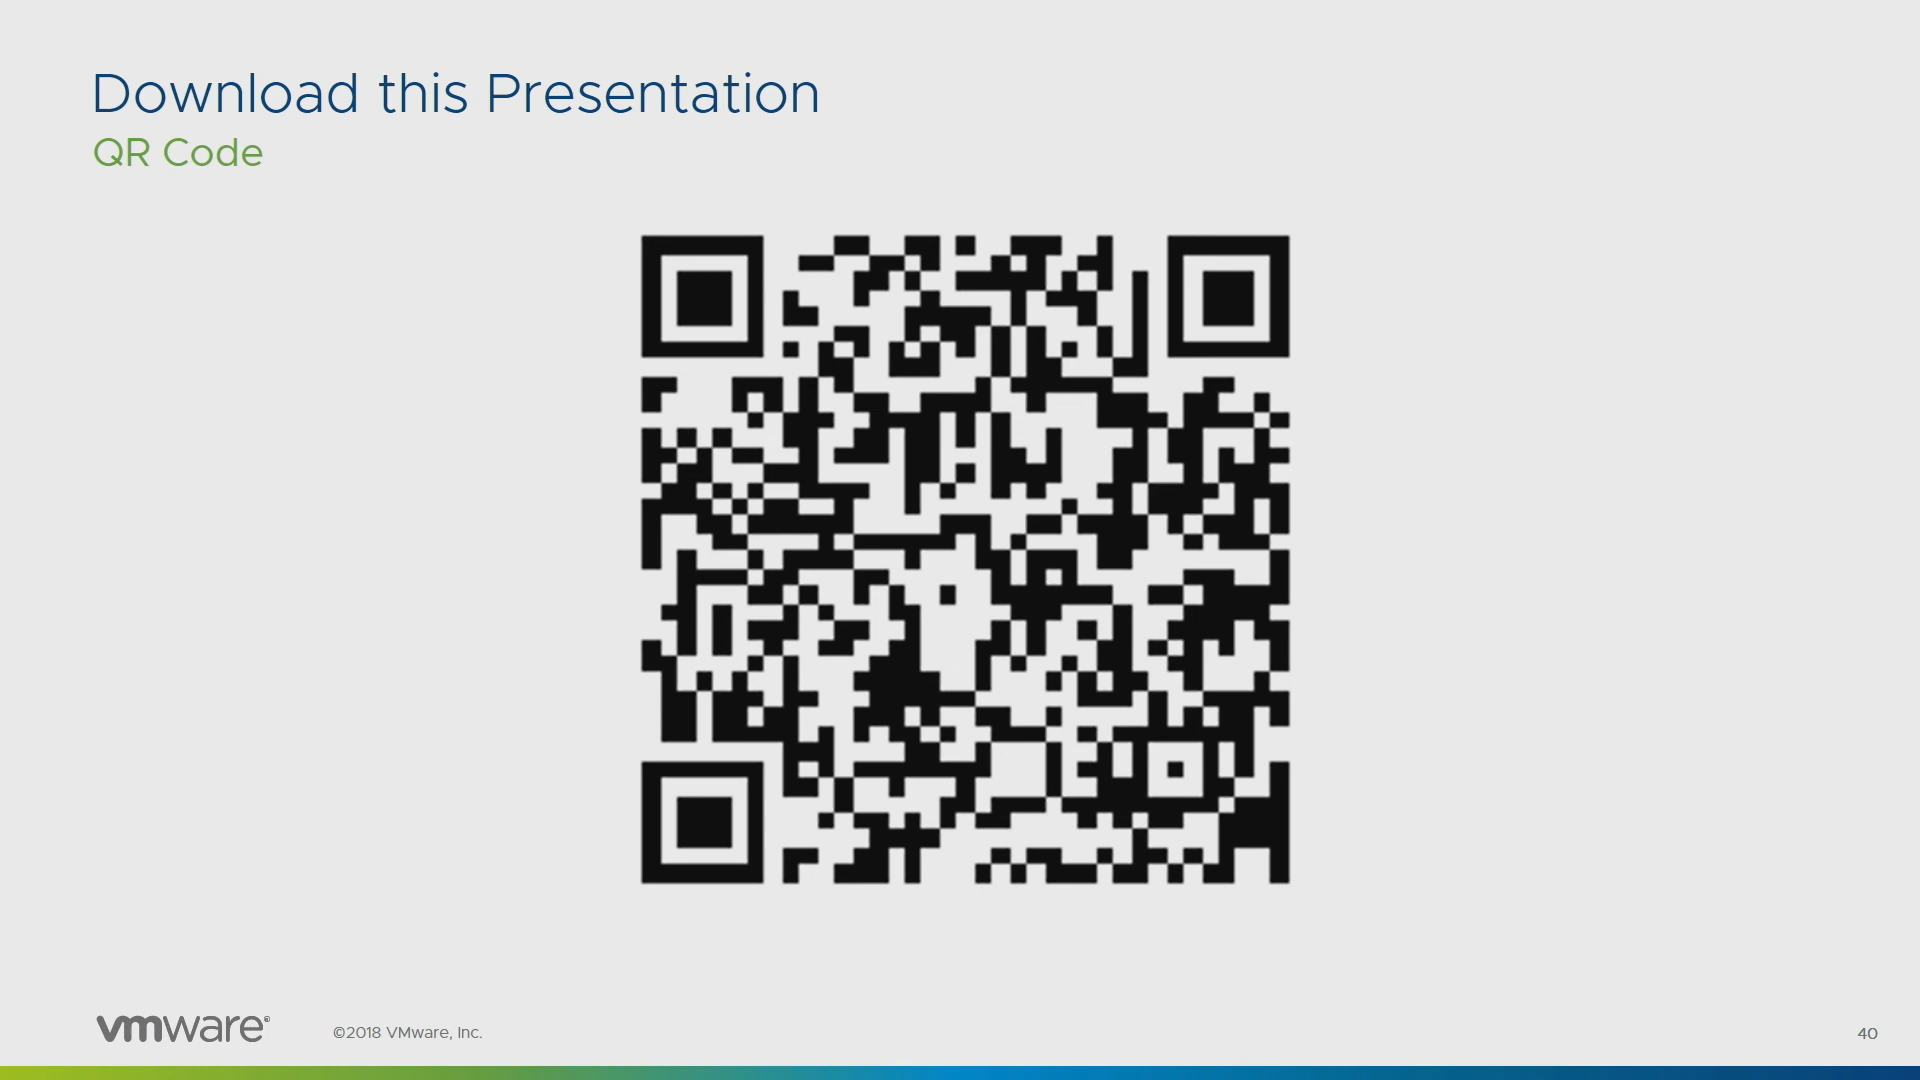 Download this Presentation
QR Code
vmware®
©2018 VMware, Inc.
40